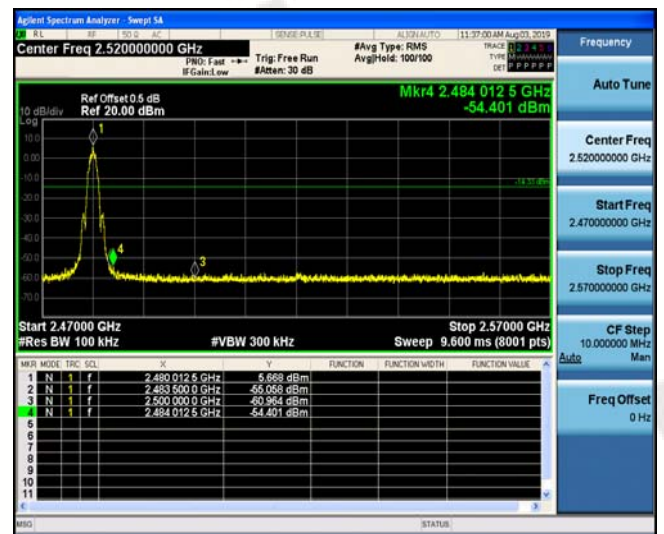 Agilent Spectrum Analyzer - Swept SA
RL RF 50 Ω AC SENSE:PULSE ALIGN AUTO 11:37:00 AM Aug 03, 2019
Center Freq 2.520000000 GHz
PNO: Fast
IFGain:Low
Trig: Free Run
#Atten: 30 dB
#Avg Type: RMS
Avg|Hold: 100/100
TRACE 1 2 3 4 5 6
TYPE M
DET P P P P P P
Mkr4 2.484 012 5 GHz
-54.401 dBm
Ref Offset 0.5 dB
10 dB/div Ref 20.00 dBm
Log
10.0
0.00
-10.0
-20.0
-30.0
-40.0
-50.0
-60.0
-70.0
1
4
3
-14.33 dBm
Start 2.47000 GHz Stop 2.57000 GHz
#Res BW 100 kHz #VBW 300 kHz Sweep 9.600 ms (8001 pts)
MKR MODE TRC SCL X Y FUNCTION FUNCTION WIDTH FUNCTION VALUE
1 N 1 f 2.480 012 5 GHz 5.668 dBm
2 N 1 f 2.483 500 0 GHz -55.058 dBm
3 N 1 f 2.500 000 0 GHz -60.964 dBm
4 N 1 f 2.484 012 5 GHz -54.401 dBm
5
6
7
8
9
10
11
MSG STATUS
Frequency
Auto Tune
Center Freq
2.520000000 GHz
Start Freq
2.470000000 GHz
Stop Freq
2.570000000 GHz
CF Step
10.000000 MHz
Auto Man
Freq Offset
0 Hz